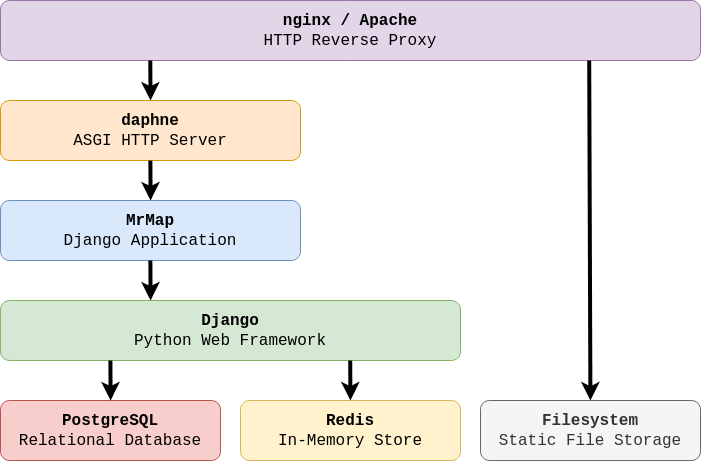 nginx / Apache
HTTP Reverse Proxy
daphne
ASGI HTTP Server
MrMap
Django Application
Django
Python Web Framework
PostgreSQL
Relational Database
Redis
In-Memory Store
Filesystem
Static File Storage